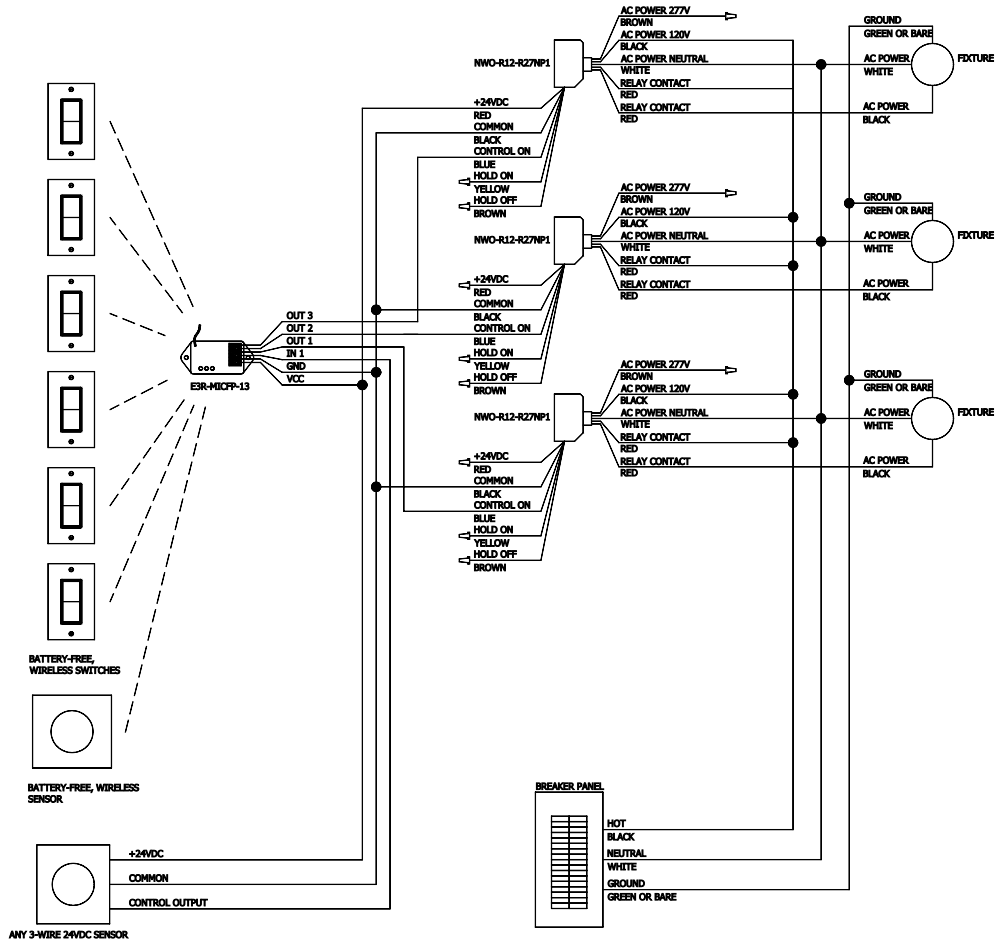 AC POWER 277V
BROWN
AC POWER 120V
BLACK
AC POWER NEUTRAL
WHITE
RELAY CONTACT
RED
RELAY CONTACT
RED
NWO-R12-R27NP1
+24VDC
RED
COMMON
BLACK
CONTROL ON
BLUE
HOLD ON
YELLOW
HOLD OFF
BROWN
GROUND
GREEN OR BARE
AC POWER
WHITE
FIXTURE
AC POWER
BLACK
AC POWER 277V
BROWN
AC POWER 120V
BLACK
AC POWER NEUTRAL
WHITE
RELAY CONTACT
RED
RELAY CONTACT
RED
NWO-R12-R27NP1
+24VDC
RED
COMMON
BLACK
CONTROL ON
BLUE
HOLD ON
YELLOW
HOLD OFF
BROWN
GROUND
GREEN OR BARE
AC POWER
WHITE
FIXTURE
AC POWER
BLACK
OUT 3
OUT 2
OUT 1
IN 1
GND
VCC
E3R-MICFP-13
AC POWER 277V
BROWN
AC POWER 120V
BLACK
AC POWER NEUTRAL
WHITE
RELAY CONTACT
RED
RELAY CONTACT
RED
NWO-R12-R27NP1
+24VDC
RED
COMMON
BLACK
CONTROL ON
BLUE
HOLD ON
YELLOW
HOLD OFF
BROWN
GROUND
GREEN OR BARE
AC POWER
WHITE
FIXTURE
AC POWER
BLACK
BATTERY-FREE,
WIRELESS SWITCHES
BATTERY-FREE, WIRELESS
SENSOR
BREAKER PANEL
HOT
BLACK
NEUTRAL
WHITE
GROUND
GREEN OR BARE
+24VDC
COMMON
CONTROL OUTPUT
ANY 3-WIRE 24VDC SENSOR